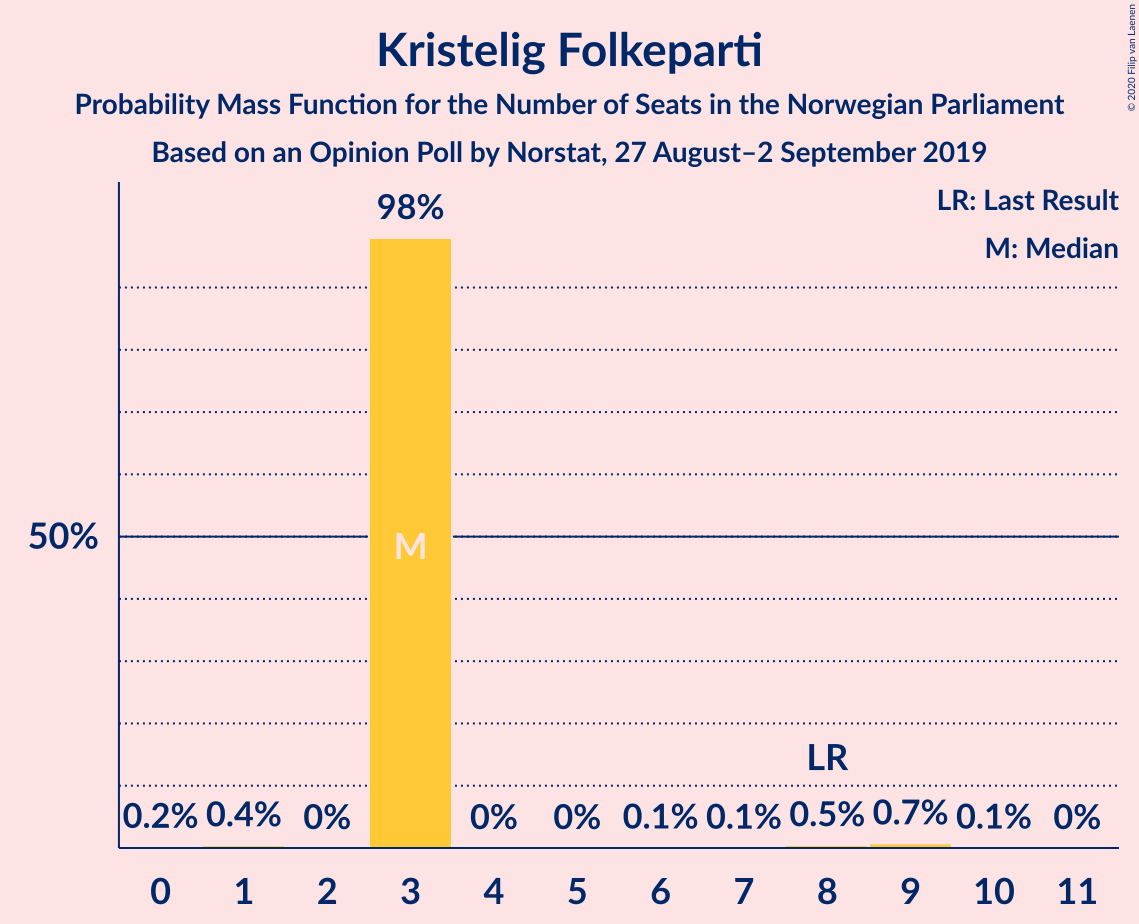 Kristelig Folkeparti
Probability Mass Function for the Number of Seats in the Norwegian Parliament
Based on an Opinion Poll by Norstat, 27 August–2 September 2019
© 2020 Filip van Laenen
LR: Last Result
M: Median
98%
50%
M
LR
0.2% 0.4% 0% 0% 0% 0.1% 0.1% 0.5% 0.7% 0.1% 0%
0 1 2 3 4 5 6 7 8 9 10 11